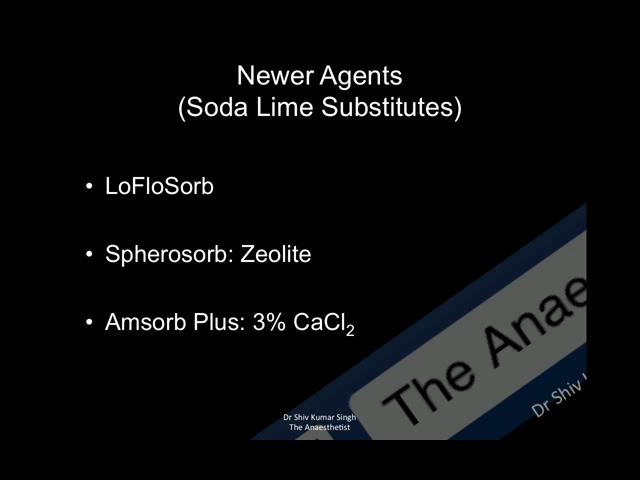 Newer Agents
(Soda Lime Substitutes)
• LoFloSorb
• Spherosorb: Zeolite
• Amsorb Plus: 3% CaCl₂
The Anae
Dr Shiv
Dr Shiv Kumar Singh
The Anaesthetist